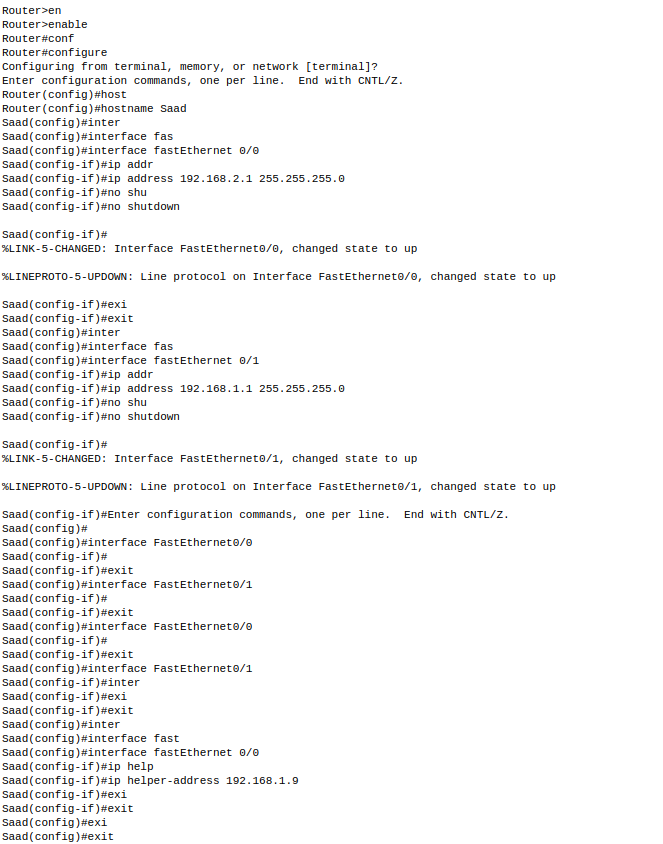 Router>en
Router>enable
Router#conf
Router#configure
Configuring from terminal, memory, or network [terminal]?
Enter configuration commands, one per line.  End with CNTL/Z.
Router(config)#host
Router(config)#hostname Saad
Saad(config)#inter
Saad(config)#interface fas
Saad(config)#interface fastEthernet 0/0
Saad(config-if)#ip addr
Saad(config-if)#ip address 192.168.2.1 255.255.255.0
Saad(config-if)#no shu
Saad(config-if)#no shutdown
Saad(config-if)#
%LINK-5-CHANGED: Interface FastEthernet0/0, changed state to up
%LINEPROTO-5-UPDOWN: Line protocol on Interface FastEthernet0/0, changed state to up
Saad(config-if)#exi
Saad(config-if)#exit
Saad(config)#inter
Saad(config)#interface fas
Saad(config)#interface fastEthernet 0/1
Saad(config-if)#ip addr
Saad(config-if)#ip address 192.168.1.1 255.255.255.0
Saad(config-if)#no shu
Saad(config-if)#no shutdown
Saad(config-if)#
%LINK-5-CHANGED: Interface FastEthernet0/1, changed state to up
%LINEPROTO-5-UPDOWN: Line protocol on Interface FastEthernet0/1, changed state to up
Saad(config-if)#Enter configuration commands, one per line.  End with CNTL/Z.
Saad(config)#
Saad(config)#interface FastEthernet0/0
Saad(config-if)#
Saad(config-if)#exit
Saad(config)#interface FastEthernet0/1
Saad(config-if)#
Saad(config-if)#exit
Saad(config)#interface FastEthernet0/0
Saad(config-if)#
Saad(config-if)#exit
Saad(config)#interface FastEthernet0/1
Saad(config-if)#inter
Saad(config-if)#exi
Saad(config-if)#exit
Saad(config)#inter
Saad(config)#interface fast
Saad(config)#interface fastEthernet 0/0
Saad(config-if)#ip help
Saad(config-if)#ip helper-address 192.168.1.9
Saad(config-if)#exi
Saad(config-if)#exit
Saad(config)#exi
Saad(config)#exit